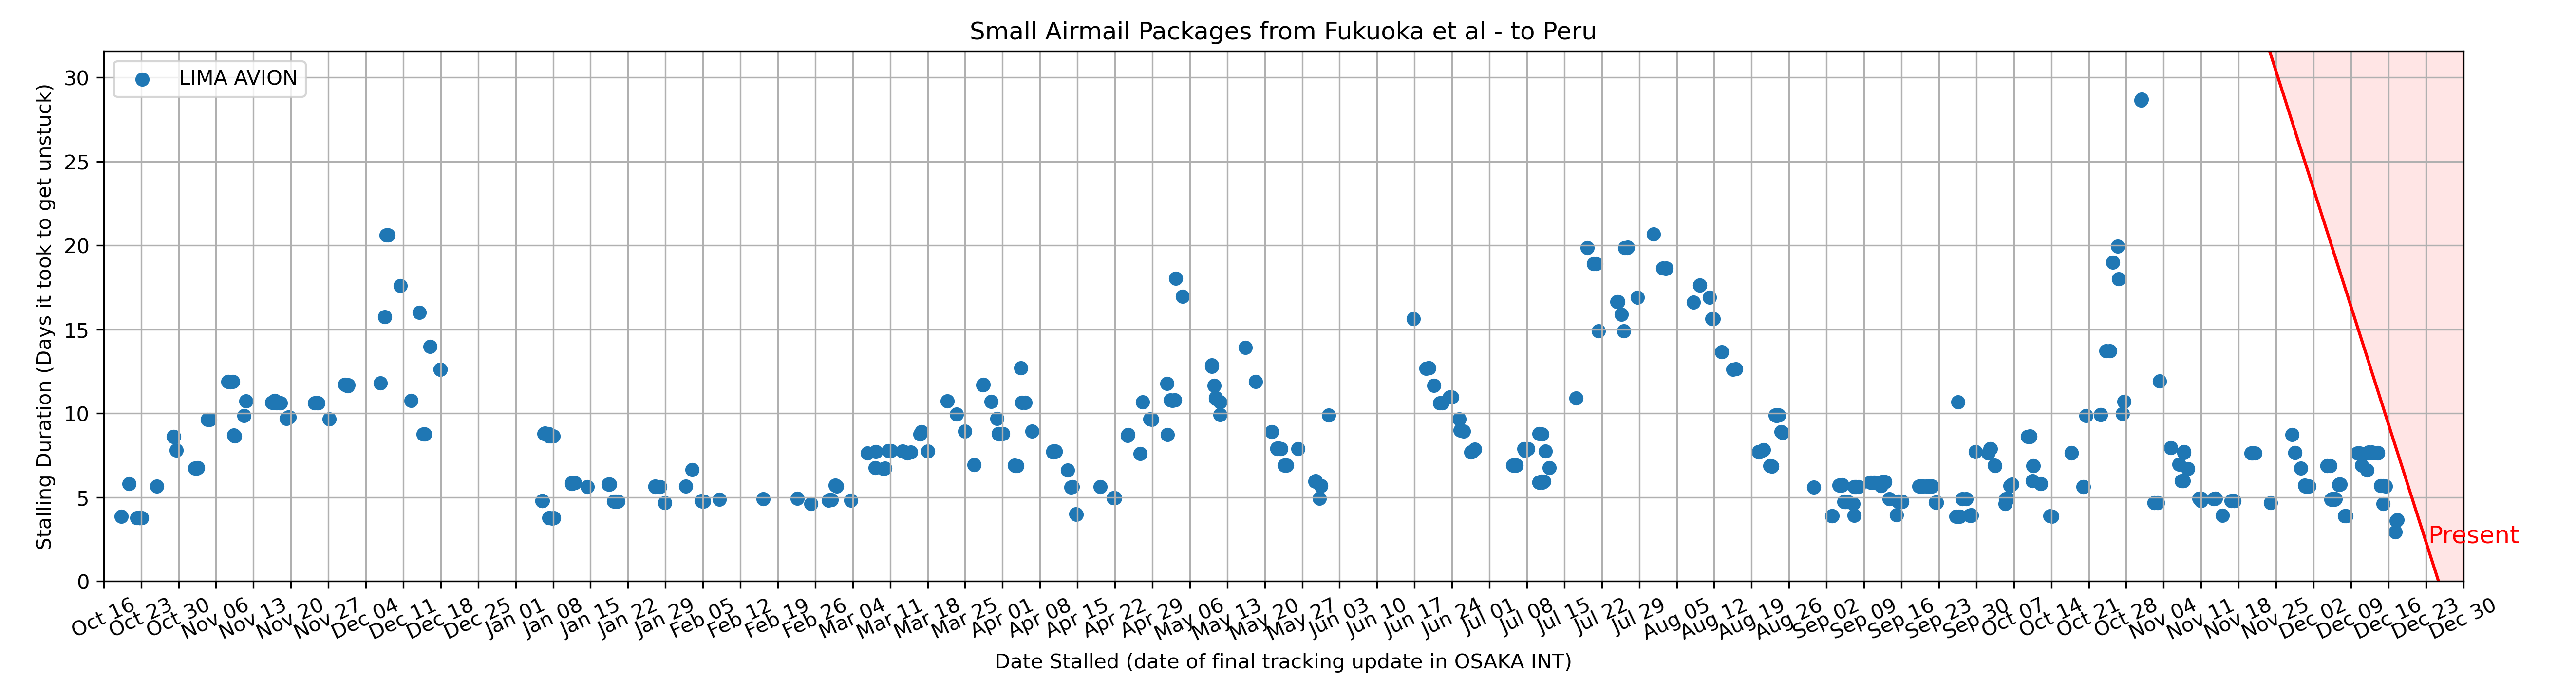 Small Airmail Packages from Fukuoka et al - to Peru
LIMA AVION
Stalling Duration (Days it took to get unstuck)
30
25
20
15
10
5
0
Present
Oct 16
Oct 23
Oct 30
Nov 06
Nov 13
Nov 20
Nov 27
Dec 04
Dec 11
Dec 18
Dec 25
Jan 01
Jan 08
Jan 15
Jan 22
Jan 29
Feb 05
Feb 12
Feb 19
Feb 26
Mar 04
Mar 11
Mar 18
Mar 25
Apr 01
Apr 08
Apr 15
Apr 22
Apr 29
May 06
May 13
May 20
May 27
Jun 03
Jun 10
Jun 17
Jun 24
Jul 01
Jul 08
Jul 15
Jul 22
Jul 29
Aug 05
Aug 12
Aug 19
Aug 26
Sep 02
Sep 09
Sep 16
Sep 23
Sep 30
Oct 07
Oct 14
Oct 21
Oct 28
Nov 04
Nov 11
Nov 18
Nov 25
Dec 02
Dec 09
Dec 16
Dec 23
Dec 30
Date Stalled (date of final tracking update in OSAKA INT)